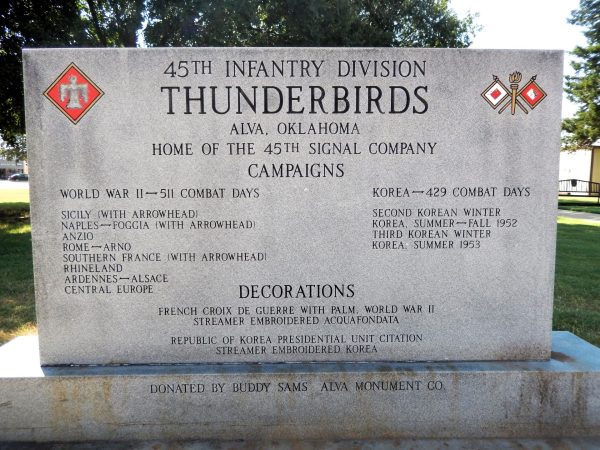 45TH INFANTRY DIVISION
THUNDERBIRDS
ALVA, OKLAHOMA
HOME OF THE 45TH SIGNAL COMPANY
CAMPAIGNS
WORLD WAR II—511 COMBAT DAYS
SICILY (WITH ARROWHEAD)
NAPLES—FOGGIA (WITH ARROWHEAD)
ANZIO
ROME—ARNO
SOUTHERN FRANCE (WITH ARROWHEAD)
RHINELAND
ARDENNES—ALSACE
CENTRAL EUROPE
KOREA—429 COMBAT DAYS
SECOND KOREAN WINTER
KOREA, SUMMER—FALL 1952
THIRD KOREAN WINTER
KOREA, SUMMER 1953
DECORATIONS
FRENCH CROIX DE GUERRE WITH PALM, WORLD WAR II
STREAMER EMBROIDERED ACQUAFONDATA
REPUBLIC OF KOREA PRESIDENTIAL UNIT CITATION
STREAMER EMBROIDERED KOREA
DONATED BY BUDDY SAMS ALVA MONUMENT CO.